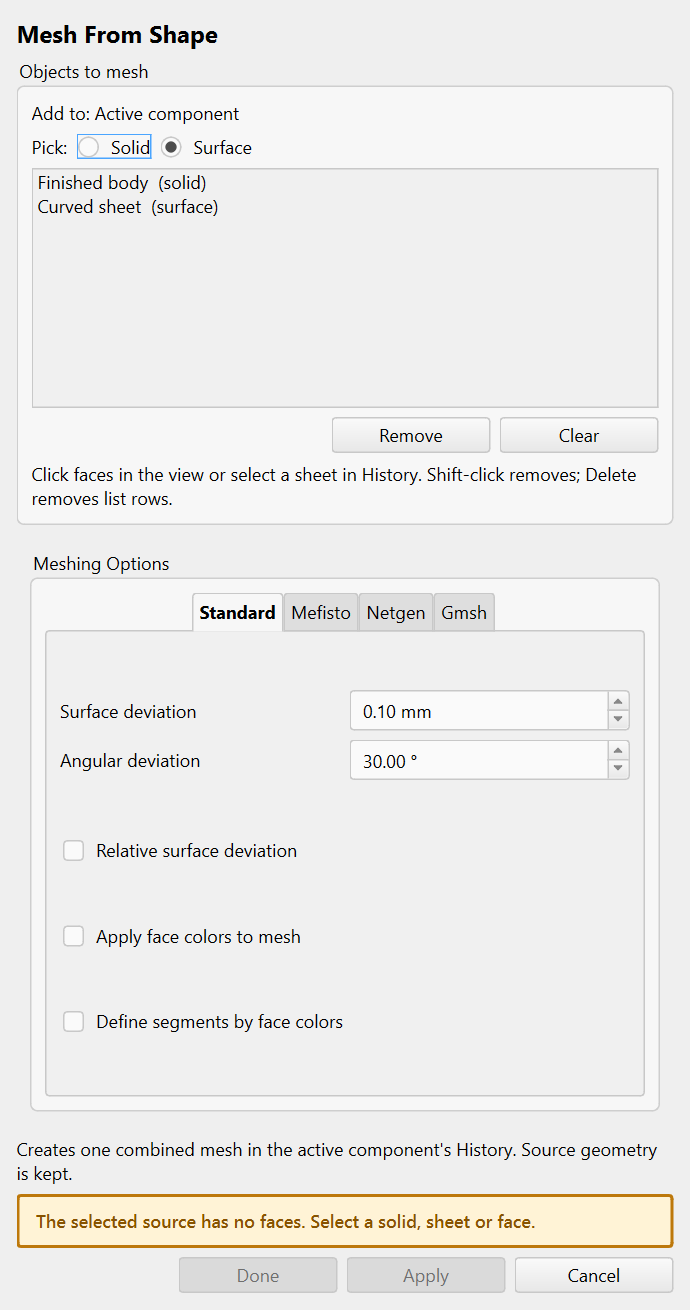 Mesh From Shape
Objects to mesh
Add to: Active component
Pick: Solid Surface
Finished body (solid)
Curved sheet (surface)
Remove Clear
Click faces in the view or select a sheet in History. Shift-click removes; Delete
removes list rows.
Meshing Options
Standard Mefisto Netgen Gmsh
Surface deviation 0.10 mm
Angular deviation 30.00 °
Relative surface deviation
Apply face colors to mesh
Define segments by face colors
Creates one combined mesh in the active component's History. Source geometry
is kept.
The selected source has no faces. Select a solid, sheet or face.
Done Apply Cancel